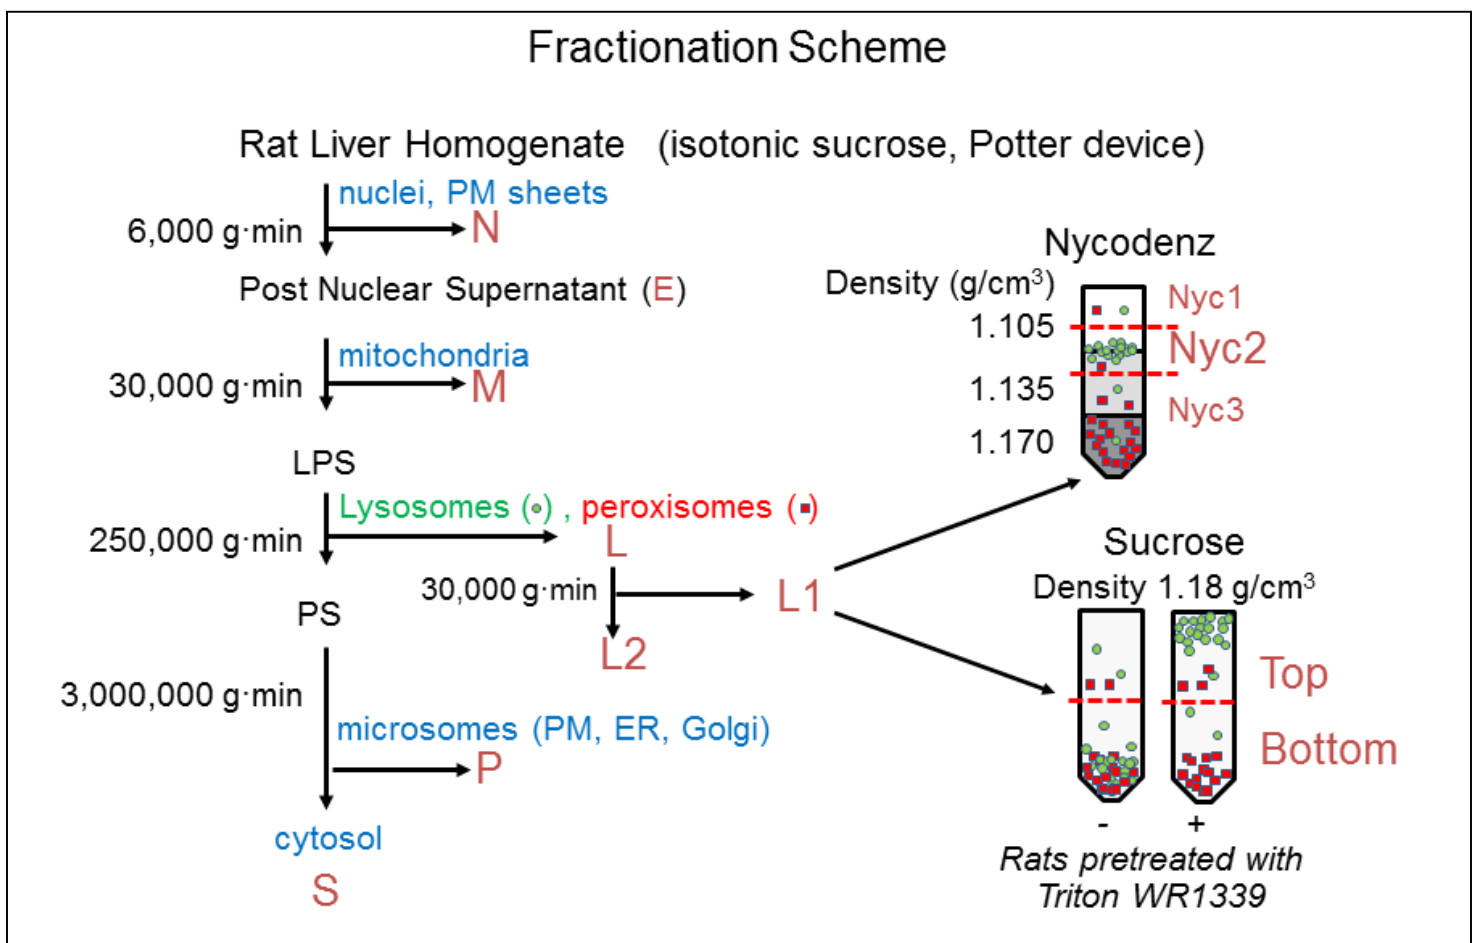 Fractionation Scheme
Rat Liver Homogenate (isotonic sucrose, Potter device)
nuclei, PM sheets
6,000 g·min
N
Post Nuclear Supernatant (E)
mitochondria
30,000 g·min
M
LPS
Lysosomes ( ) , peroxisomes ( )
250,000 g·min
L
30,000 g·min
L1
L2
PS
3,000,000 g·min
microsomes (PM, ER, Golgi)
P
cytosol
S
Nycodenz
Density (g/cm³)
Nyc1
1.105
Nyc2
1.135
Nyc3
1.170
Sucrose
Density 1.18 g/cm³
Top
Bottom
- +
Rats pretreated with
Triton WR1339